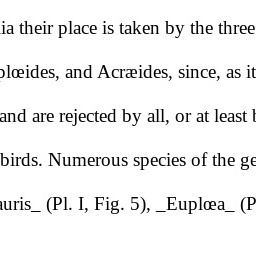 ia their place is taken by the three
plœides, and Acræides, since, as it
and are rejected by all, or at least b
birds. Numerous species of the ge
auris_ (Pl. I, Fig. 5), _Euplœa_ (P